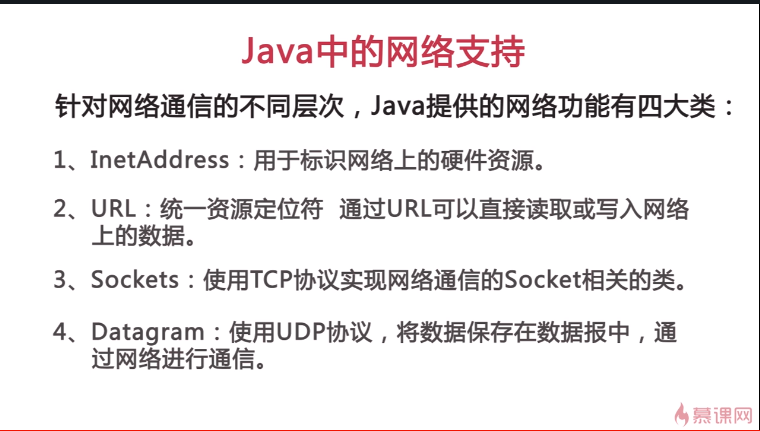 Java中的网络支持
针对网络通信的不同层次，Java提供的网络功能有四大类：
1、InetAddress：用于标识网络上的硬件资源。
2、URL：统一资源定位符 通过URL可以直接读取或写入网络
上的数据。
3、Sockets：使用TCP协议实现网络通信的Socket相关的类。
4、Datagram：使用UDP协议，将数据保存在数据报中，通
过网络进行通信。
慕课网